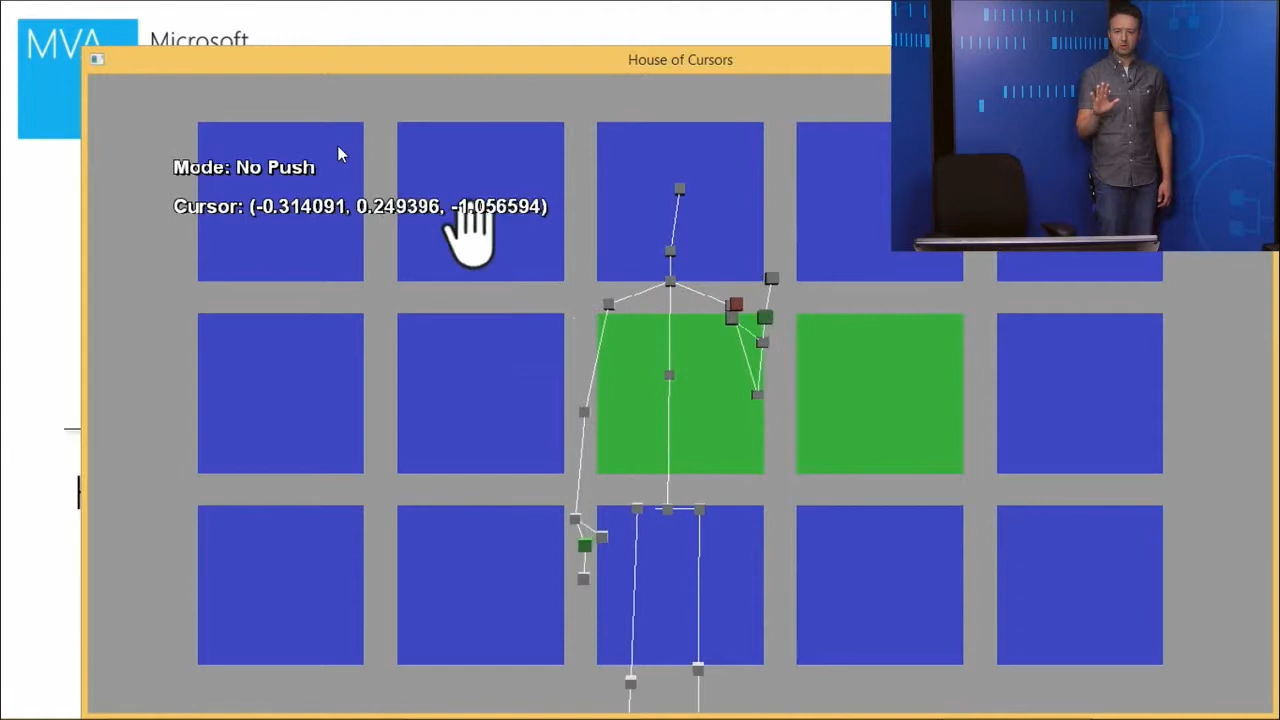 MVA
Microsoft
House of Cursors
Mode: No Push
Cursor: (-0.314091, 0.249396, -1.056594)